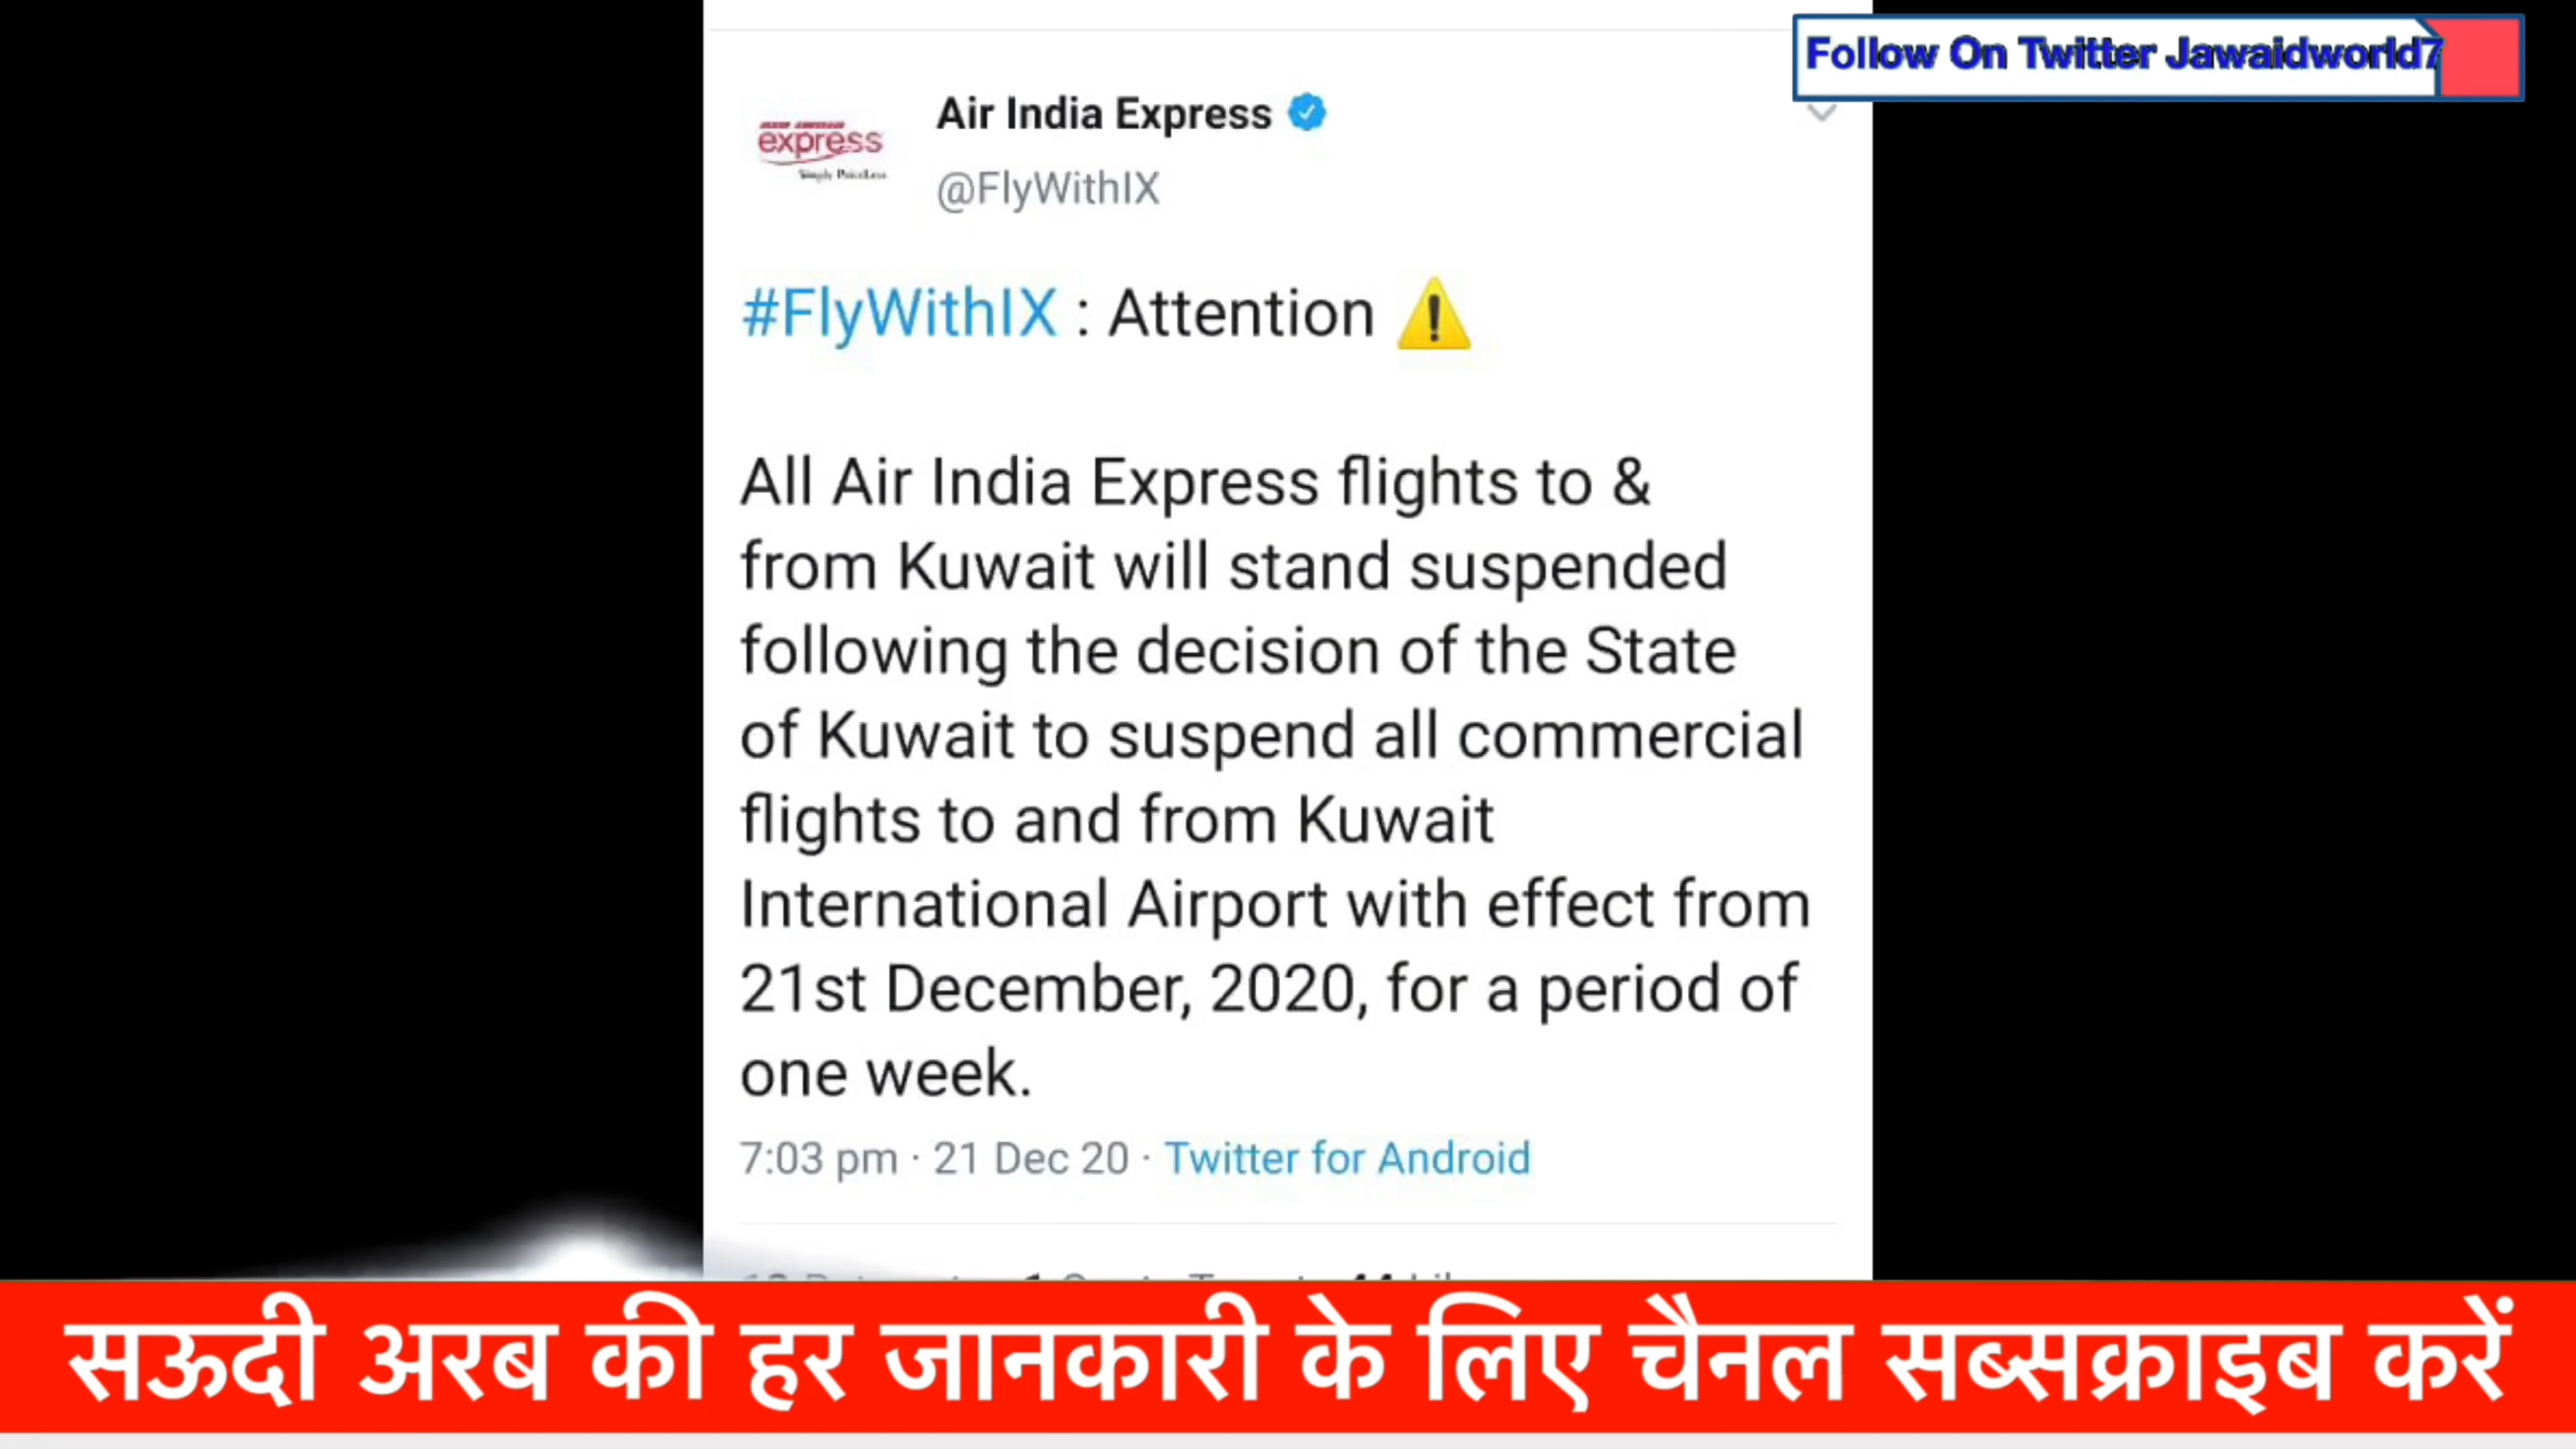 Follow On Twitter Jawaidworld7
Air India Express
express
Simply PriceLess
@FlyWithIX
#FlyWithIX : Attention ⚠️
All Air India Express flights to &
from Kuwait will stand suspended
following the decision of the State
of Kuwait to suspend all commercial
flights to and from Kuwait
International Airport with effect from
21st December, 2020, for a period of
one week.
7:03 pm · 21 Dec 20 · Twitter for Android
सऊदी अरब की हर जानकारी के लिए चैनल सब्सक्राइब करें